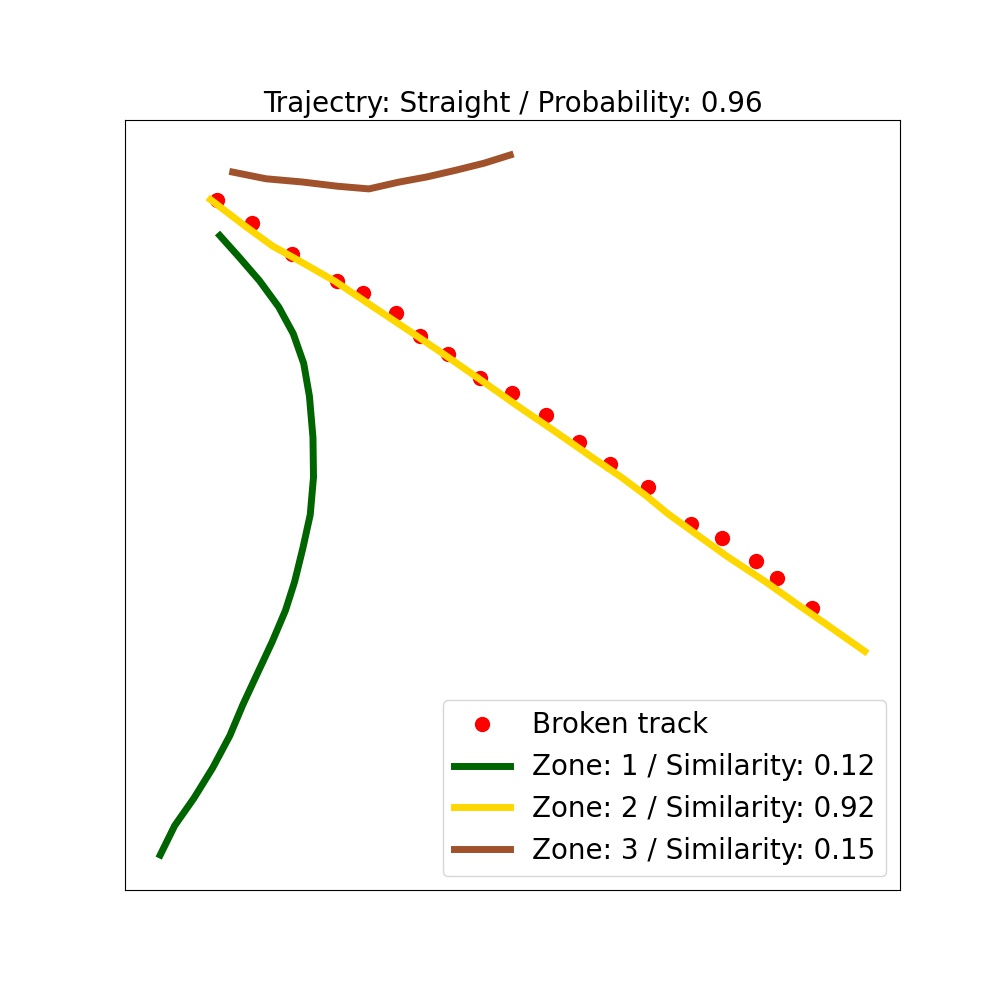 Trajectry: Straight / Probability: 0.96
Broken track
Zone: 1 / Similarity: 0.12
Zone: 2 / Similarity: 0.92
Zone: 3 / Similarity: 0.15